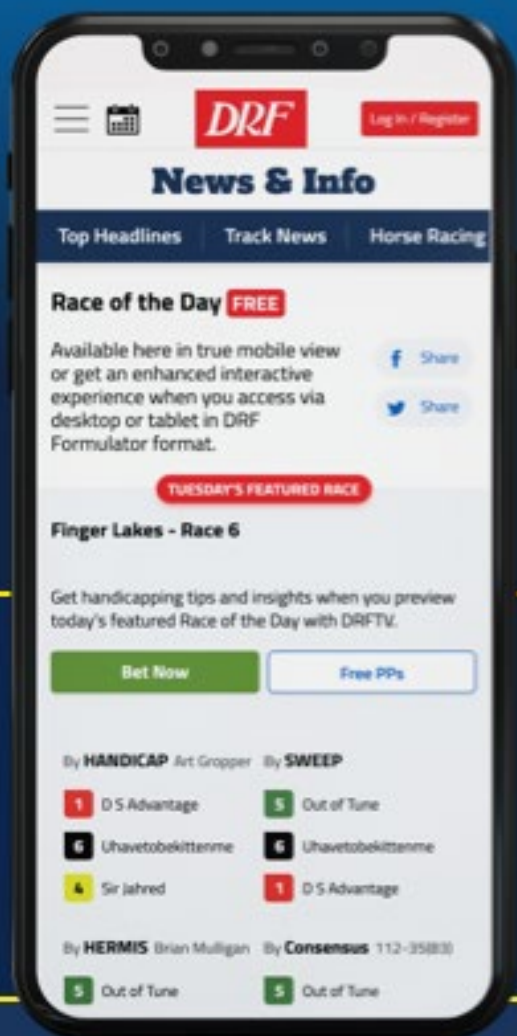 DRF
Log In / Register
News & Info
Top Headlines Track News Horse Racing
Race of the Day FREE
Available here in true mobile view
or get an enhanced interactive
experience when you access via
desktop or tablet in DRF
Formulator format.
f Share
Share
TUESDAY'S FEATURED RACE
Finger Lakes - Race 6
Get handicapping tips and insights when you preview
today's featured Race of the Day with DRFTV.
Bet Now Free PPs
By HANDICAP Art Gropper By SWEEP
1 D S Advantage 5 Out of Tune
6 Uhavetobekittenme 6 Uhavetobekittenme
4 Sir Jahred 1 D S Advantage
By HERMIS Brian Mulligan By Consensus 112-35(83)
5 Out of Tune 5 Out of Tune